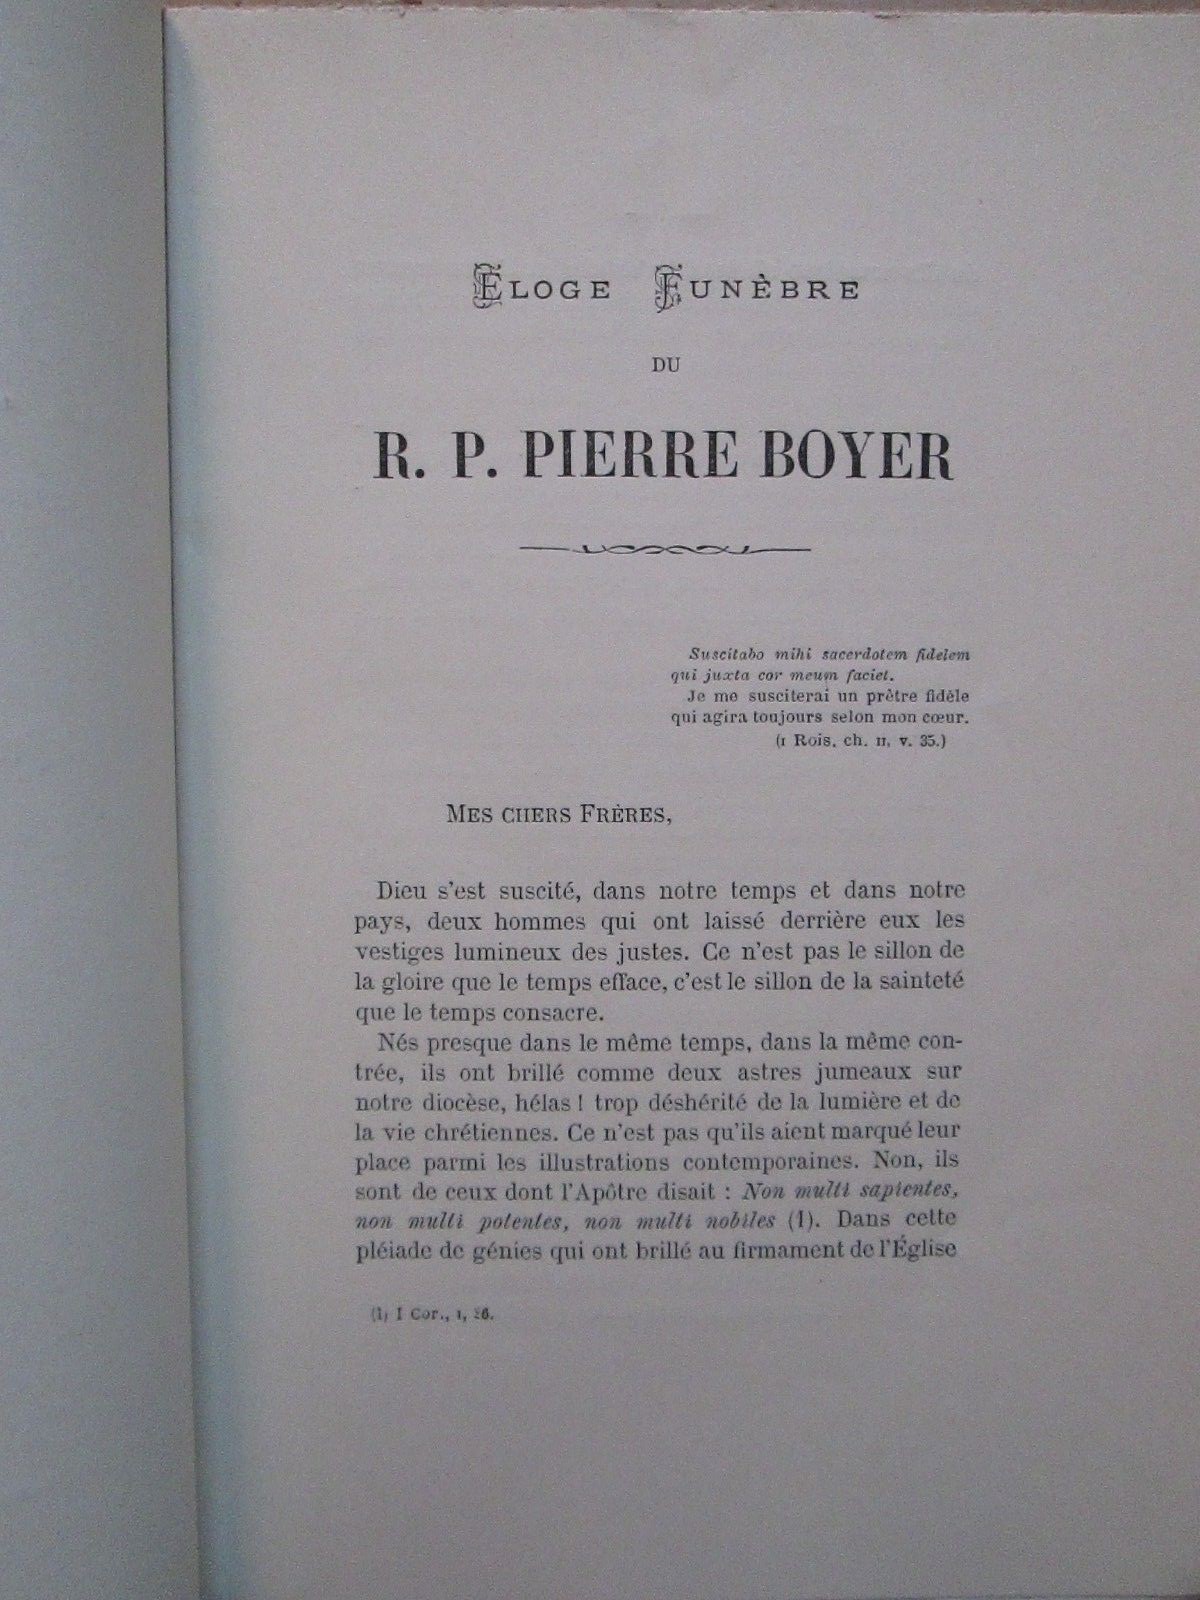 ELOGE FUNÈBRE
DU
R. P. PIERRE BOYER
Suscitabo mihi sacerdotem fidelem
qui juxta cor meum faciet.
Je me susciterai un prêtre fidèle
qui agira toujours selon mon cœur.
(I Rois, ch. II, v. 35.)
MES CHERS FRÈRES,
Dieu s'est suscité, dans notre temps et dans notre
pays, deux hommes qui ont laissé derrière eux les
vestiges lumineux des justes. Ce n'est pas le sillon de
la gloire que le temps efface, c'est le sillon de la sainteté
que le temps consacre.
Nés presque dans le même temps, dans la même con-
trée, ils ont brillé comme deux astres jumeaux sur
notre diocèse, hélas ! trop déshérité de la lumière et de
la vie chrétiennes. Ce n'est pas qu'ils aient marqué leur
place parmi les illustrations contemporaines. Non, ils
sont de ceux dont l'Apôtre disait : Non multi sapientes,
non multi potentes, non multi nobiles (1). Dans cette
pléiade de génies qui ont brillé au firmament de l'Église
(1) I Cor., I, 26.